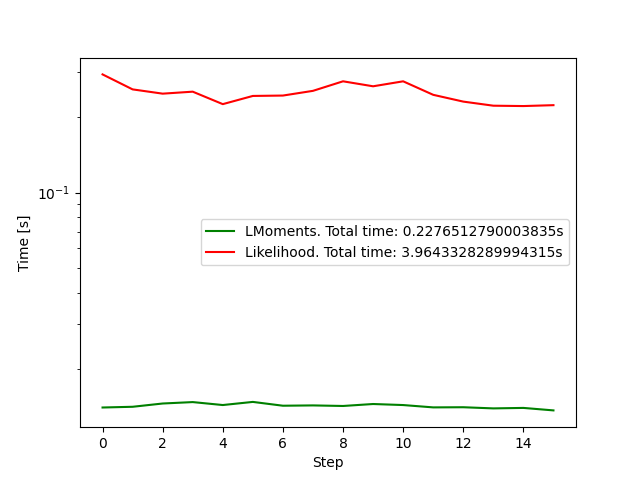 10⁻¹
Time [s]
LMoments. Total time: 0.2276512790003835s
Likelihood. Total time: 3.9643328289994315s
0 2 4 6 8 10 12 14
Step